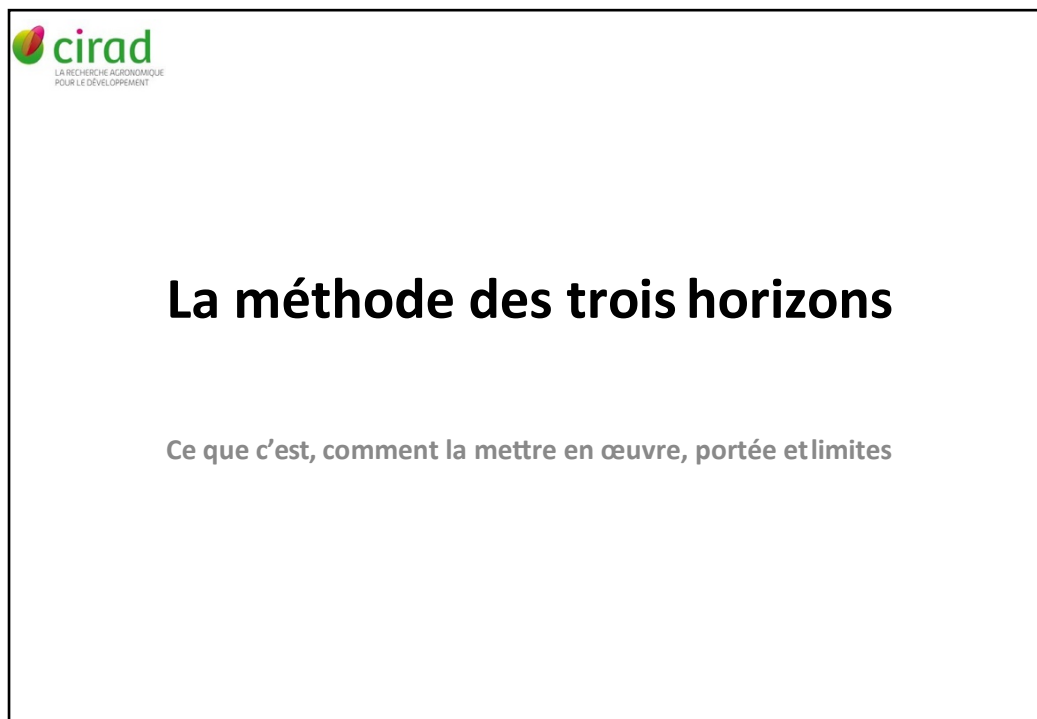 cirad
LA RECHERCHE AGRONOMIQUE
POUR LE DÉVELOPPEMENT
La méthode des trois horizons
Ce que c’est, comment la mettre en œuvre, portée et limites